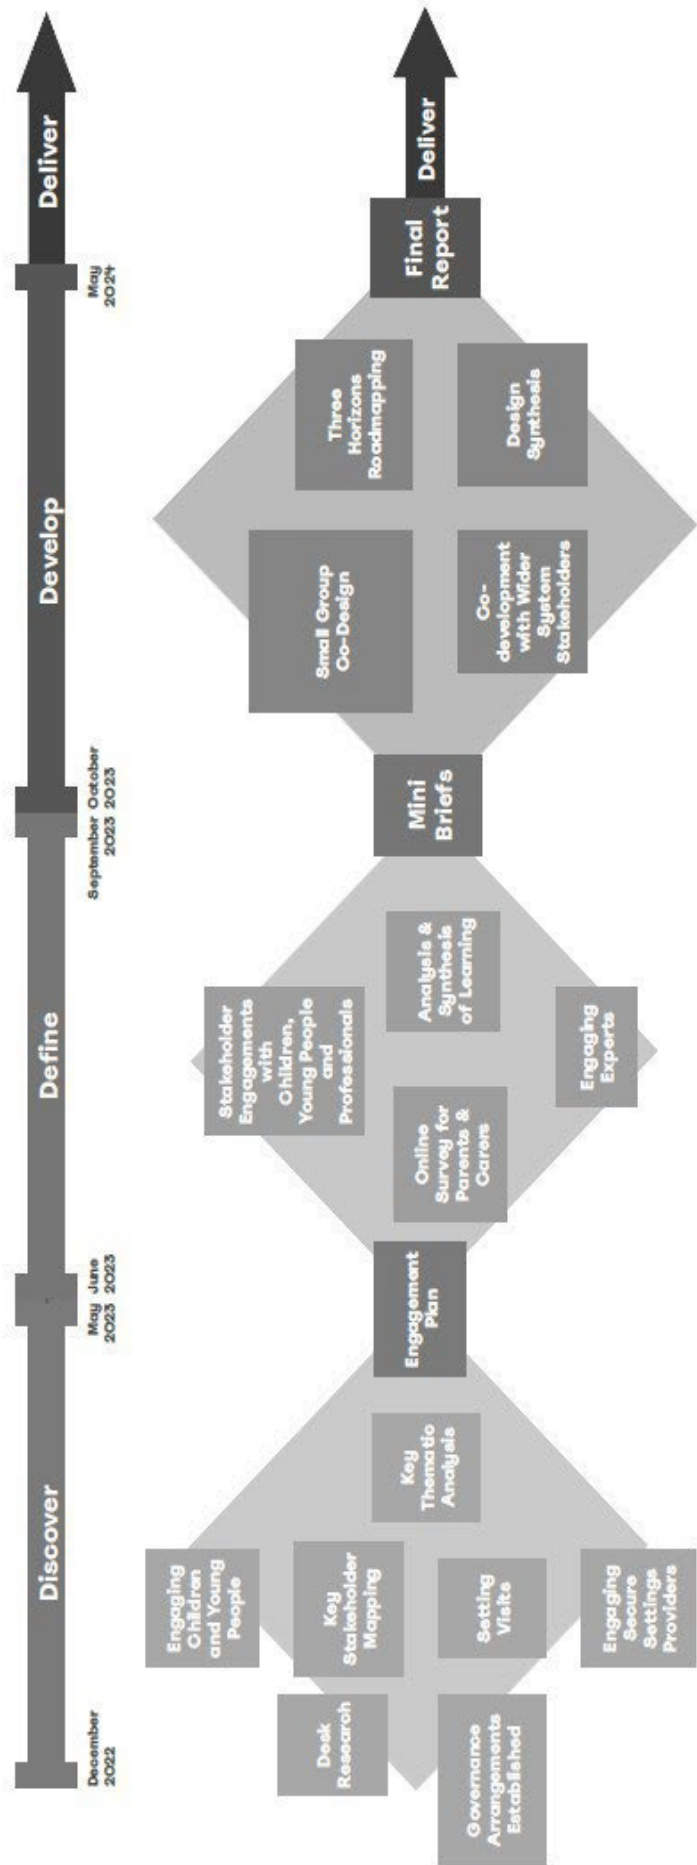 Discover
Define
Develop
Deliver
December
2022
May
2023
June
2023
September
2023
October
2023
May
2024
Desk
Research
Governance
Arrangements
Established
Engaging
Children
and Young
People
Key
Stakeholder
Mapping
Setting
Visits
Engaging
Secure
Settings
Providers
Key
Thematic
Analysis
Engagement
Plan
Stakeholder
Engagements
with
Children,
Young People
and
Professionals
Online
Survey for
Parents &
Carers
Analysis &
Synthesis
of Learning
Engaging
Experts
Mini
Briefs
Small Group
Co-Design
Co-
development
with Wider
System
Stakeholders
Three
Horizons
Roadmapping
Design
Synthesis
Final
Report
Deliver